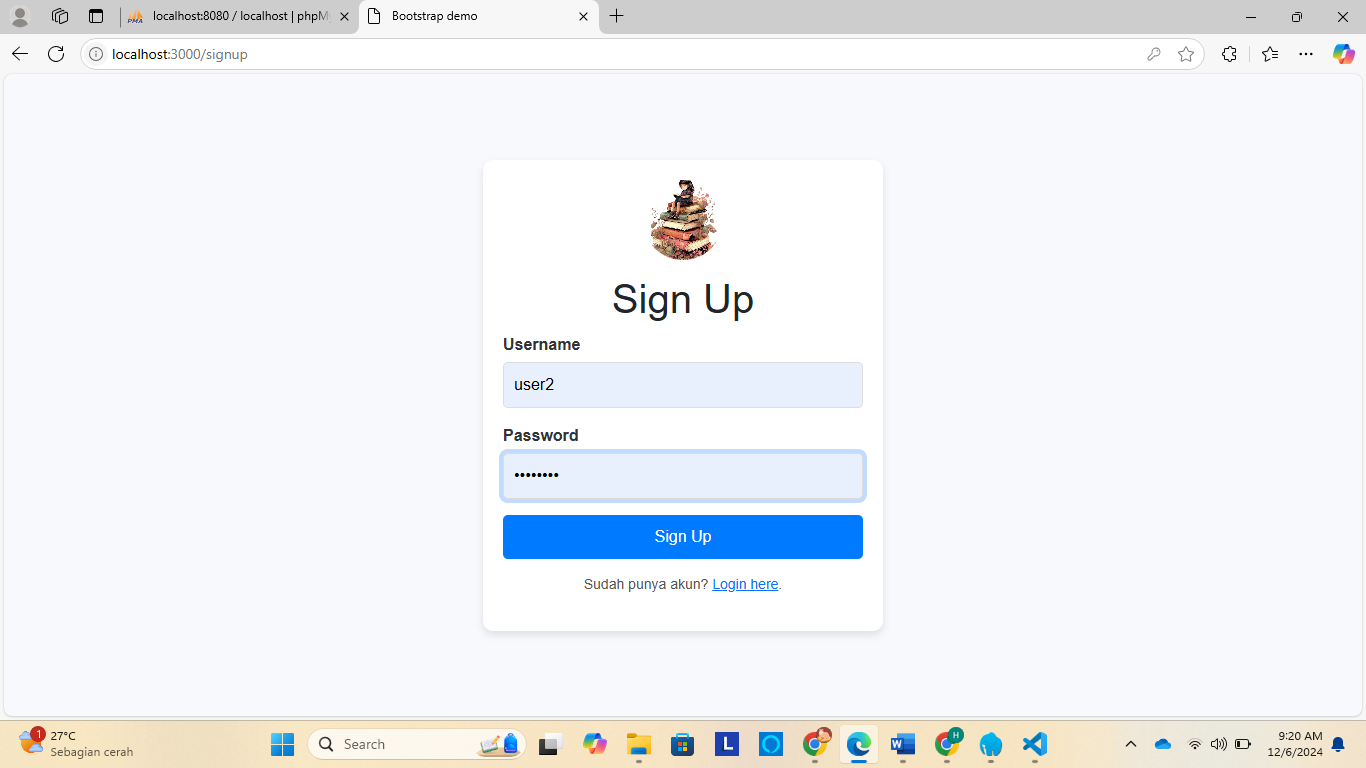 localhost:8080 / localhost | phpM
Bootstrap demo
localhost:3000/signup
Sign Up
Username
user2
Password
••••••••
Sign Up
Sudah punya akun? Login here.
1
27°C
Sebagian cerah
Search
L
H
W
9:20 AM
12/6/2024